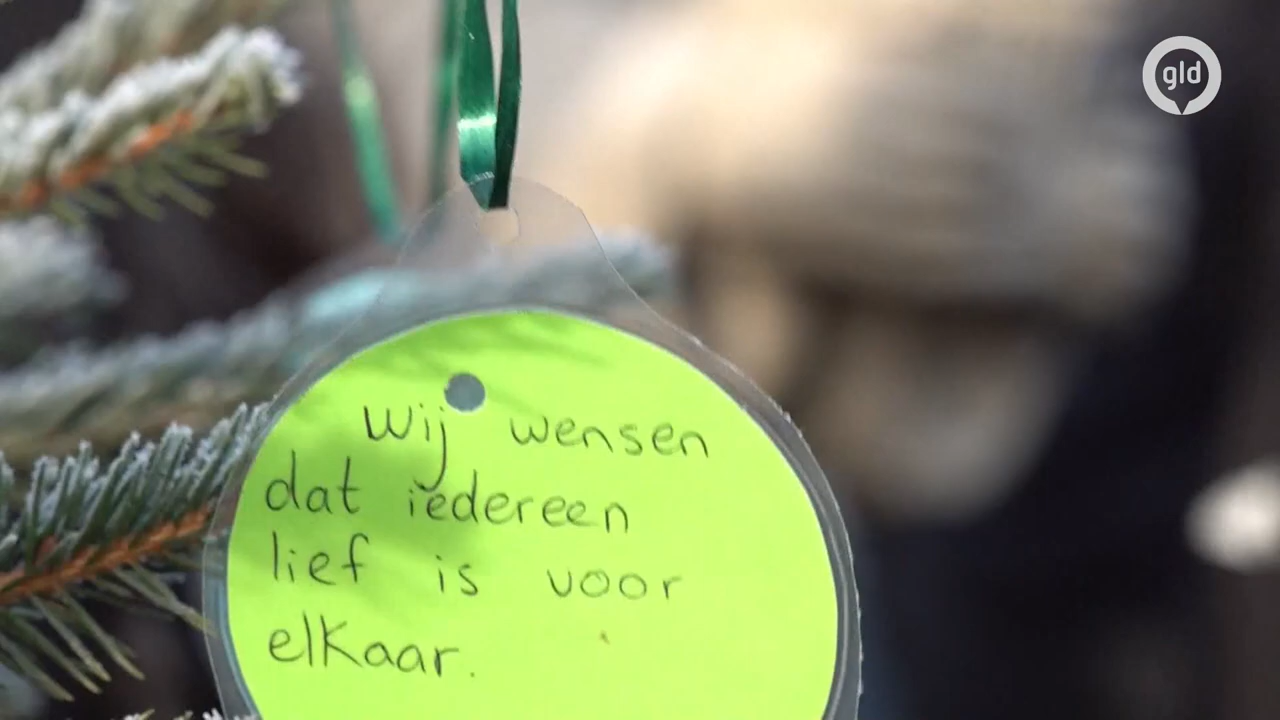 gld
Wij wensen
dat iedereen
lief is voor
elkaar.